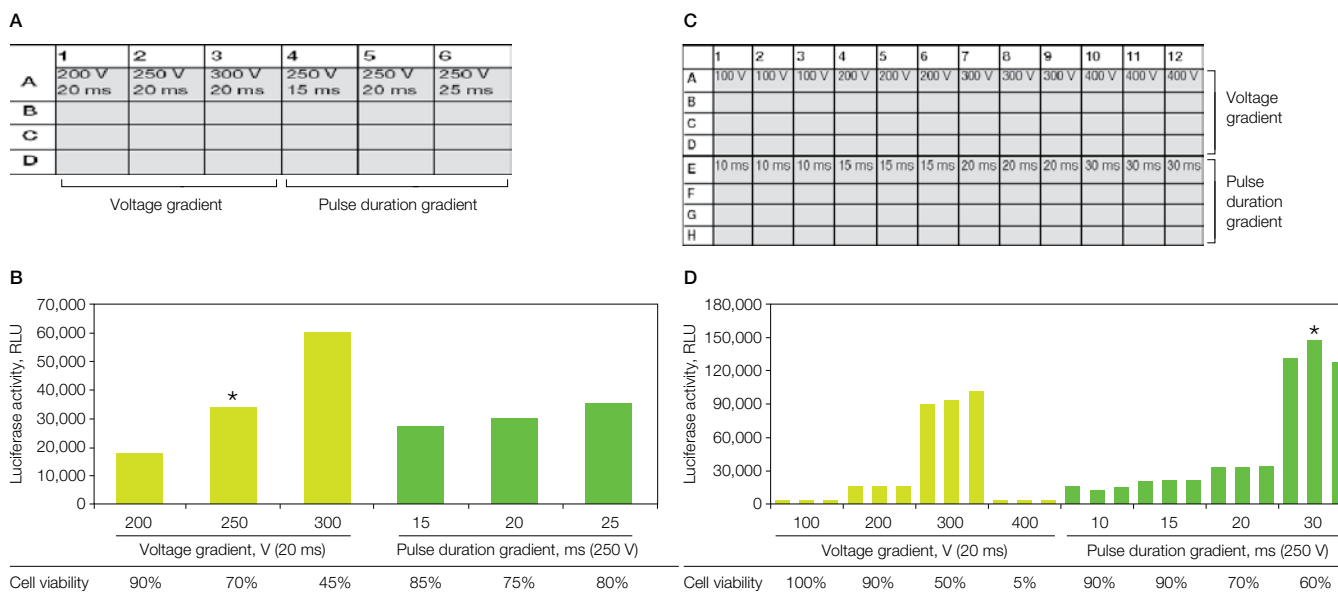 A
1 2 3 4 5 6
A 200 V 250 V 300 V 250 V 250 V 250 V
20 ms 20 ms 20 ms 15 ms 20 ms 25 ms
B
C
D
Voltage gradient Pulse duration gradient
B
Luciferase activity, RLU
70,000
60,000
50,000
40,000
30,000
20,000
10,000
0
*
200 250 300 15 20 25
Voltage gradient, V (20 ms) Pulse duration gradient, ms (250 V)
Cell viability 90% 70% 45% 85% 75% 80%
C
1 2 3 4 5 6 7 8 9 10 11 12
A 100 V 100 V 100 V 200 V 200 V 200 V 300 V 300 V 300 V 400 V 400 V 400 V
B
C
D
Voltage
gradient
E 10 ms 10 ms 10 ms 15 ms 15 ms 15 ms 20 ms 20 ms 20 ms 30 ms 30 ms 30 ms
F
G
H
Pulse
duration
gradient
D
Luciferase activity, RLU
180,000
150,000
120,000
90,000
60,000
30,000
0
*
100 200 300 400 10 15 20 30
Voltage gradient, V (20 ms) Pulse duration gradient, ms (250 V)
Cell viability 100% 90% 50% 5% 90% 90% 70% 60%